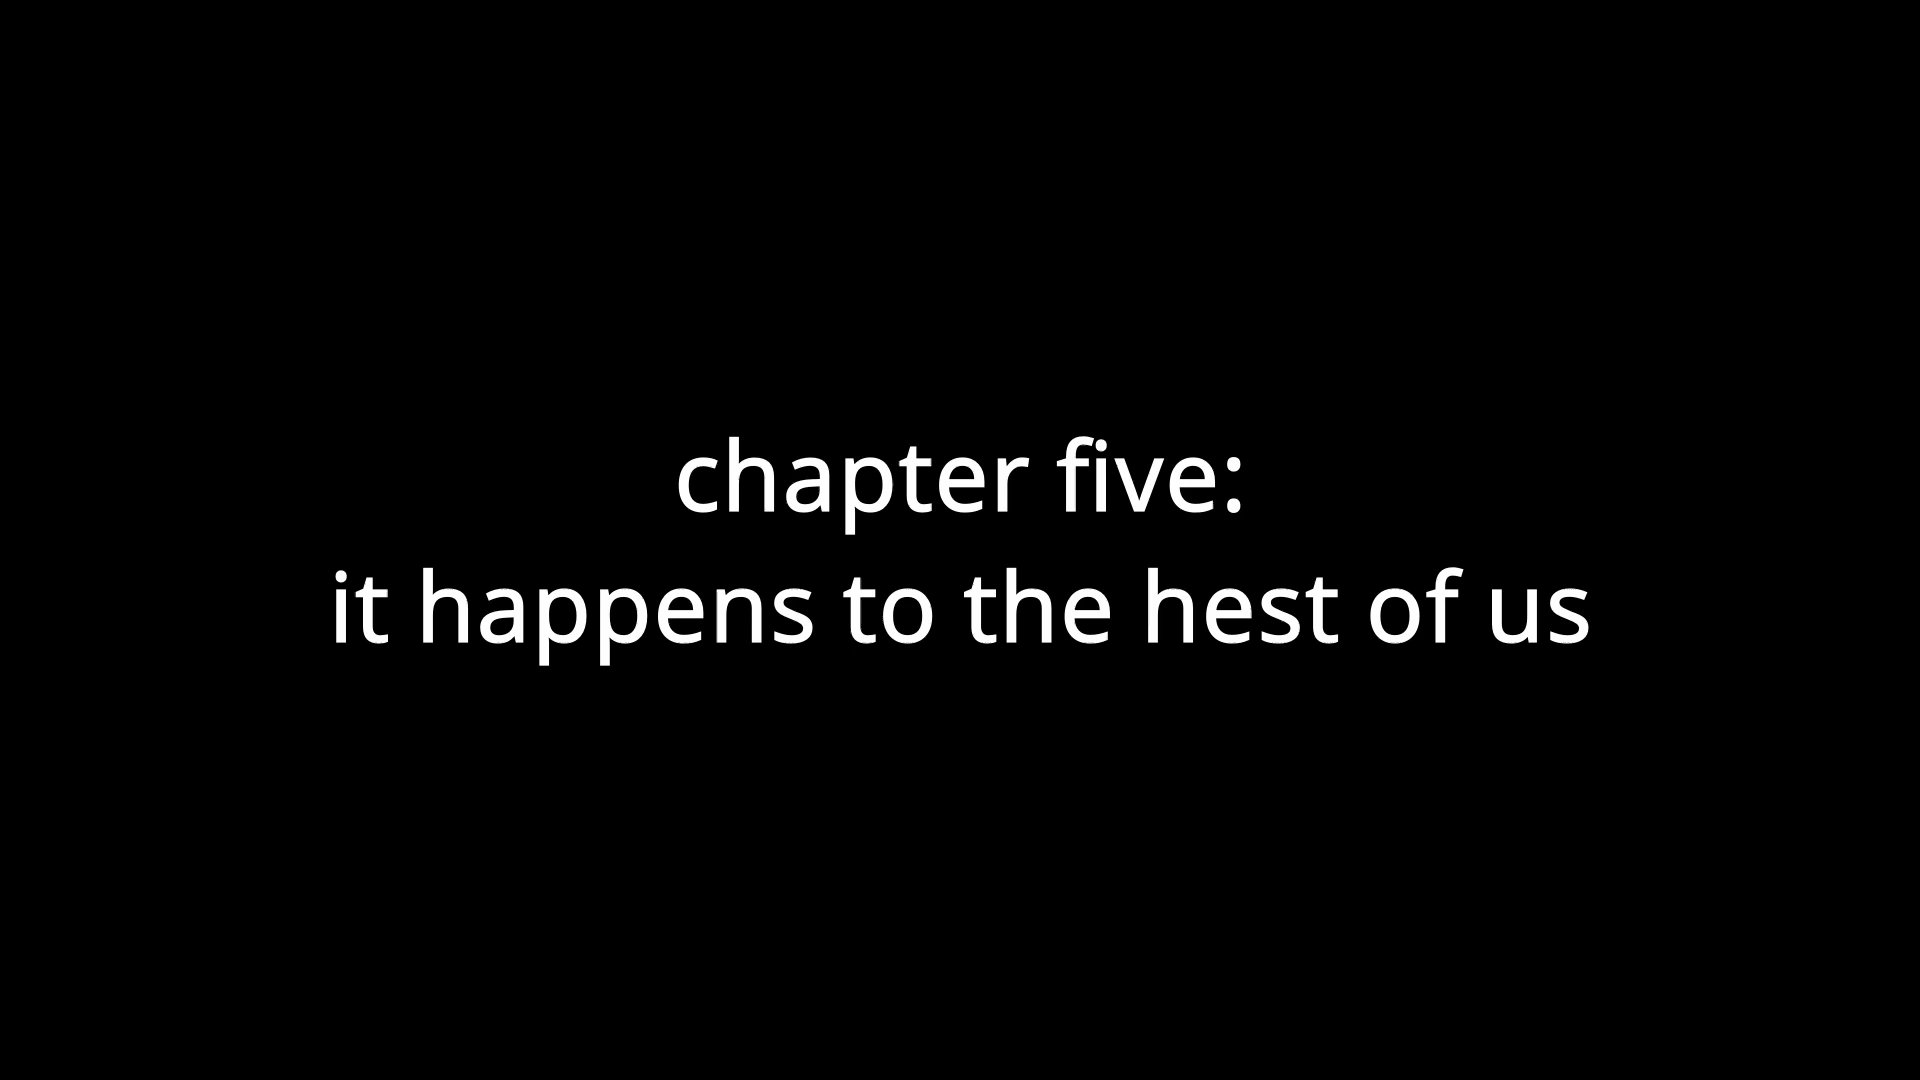 chapter five:
it happens to the hest of us